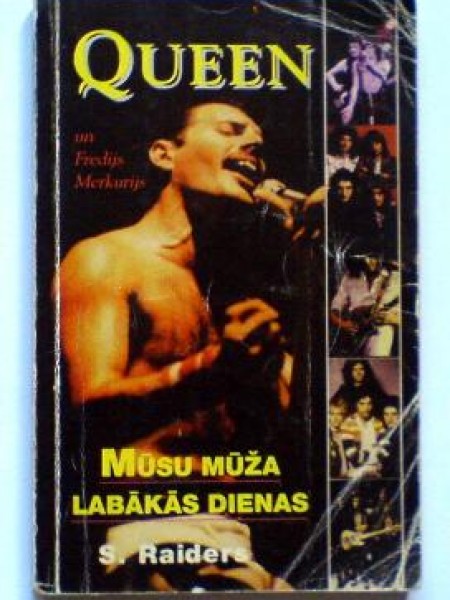 QUEEN
un
Fredijs
Merkurijs
MŪSU MŪŽA
LABĀKĀS DIENAS
S. Raiders